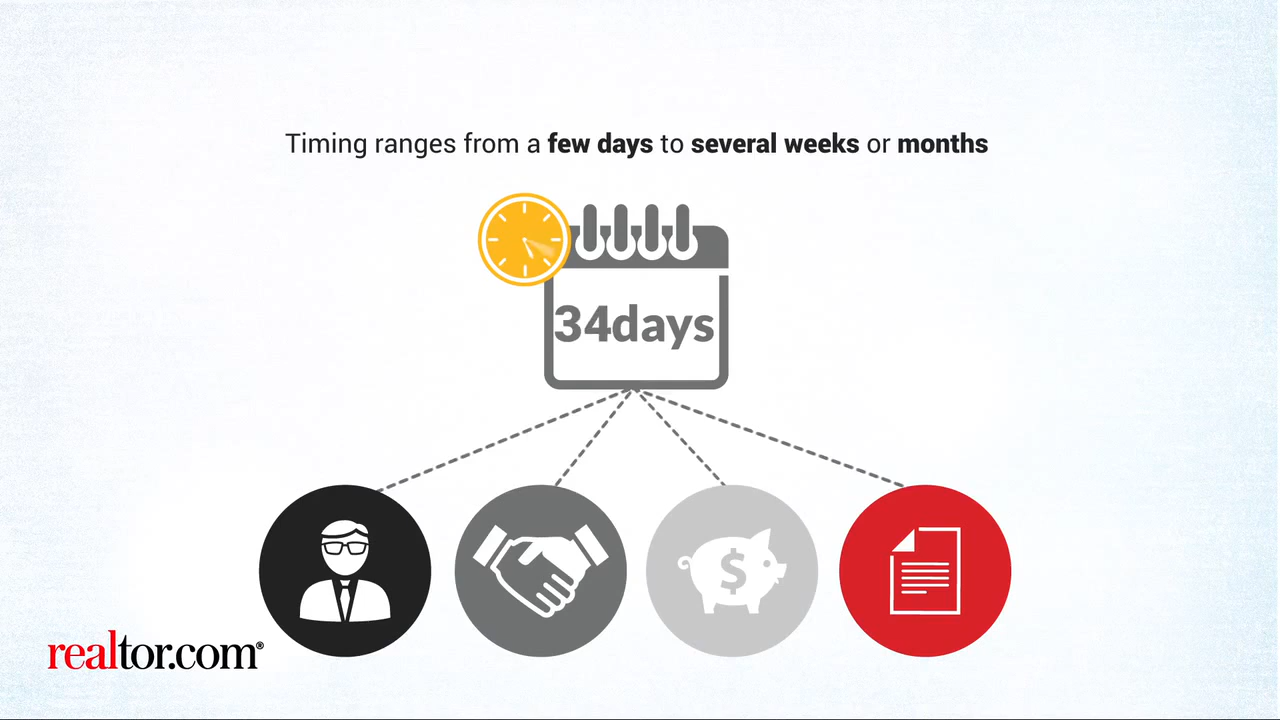 Timing ranges from a few days to several weeks or months
34days
$
realtor.com®